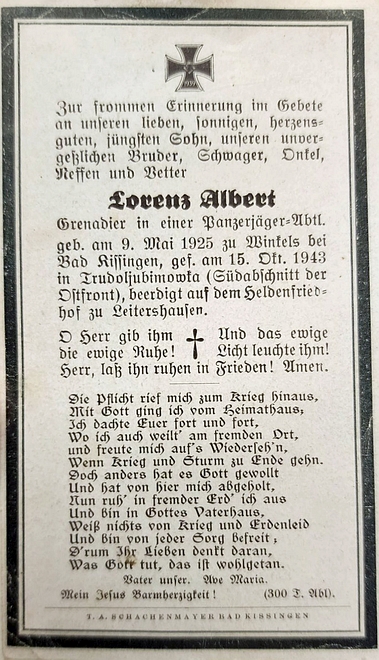 1939
Zur frommen Erinnerung im Gebete
an unseren lieben, sonnigen, herzens-
guten, jüngsten Sohn, unseren unver-
geßlichen Bruder, Schwager, Onkel,
Neffen und Vetter
Lorenz Albert
Grenadier in einer Panzerjäger-Abtl.
geb. am 9. Mai 1925 zu Winkels bei
Bad Kissingen, gef. am 15. Okt. 1943
in Trudoljubimowka (Südabschnitt der
Ostfront), beerdigt auf dem Heldenfried-
hof zu Leitershausen.
O Herr gib ihm Und das ewige
die ewige Ruhe! Licht leuchte ihm!
Herr, laß ihn ruhen in Frieden! Amen.
Die Pflicht rief mich zum Krieg hinaus,
Mit Gott ging ich vom Heimathaus;
Ich dachte Euer fort und fort,
Wo ich auch weilt' am fremden Ort,
und freute mich auf's Wiederseh'n,
Wenn Krieg und Sturm zu Ende gehn.
Doch anders hat es Gott gewollt
Und hat von hier mich abgeholt,
Nun ruh' in fremder Erd' ich aus
Und bin in Gottes Vaterhaus,
Weiß nichts von Krieg und Erdenleid
Und bin von jeder Sorg befreit;
D'rum Ihr Lieben denkt daran,
Was Gott tut, das ist wohlgetan.
Vater unser. Ave Maria.
Mein Jesus Barmherzigkeit! (300 T. Abl).
T. A. SCHACHENMAYER BAD KISSINGEN